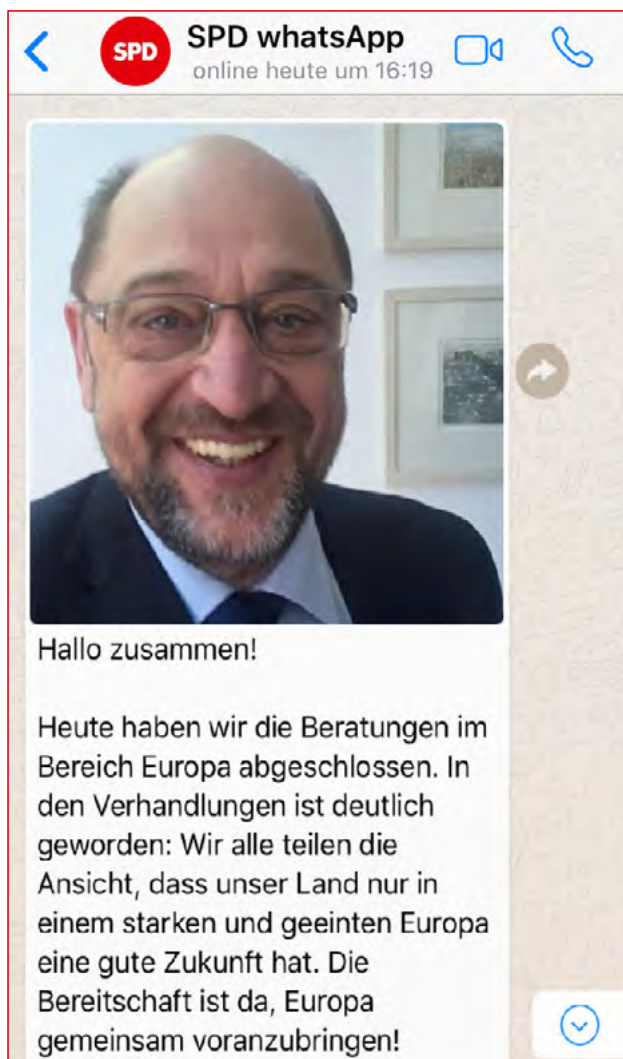 SPD
SPD whatsApp
online heute um 16:19
Hallo zusammen!
Heute haben wir die Beratungen im
Bereich Europa abgeschlossen. In
den Verhandlungen ist deutlich
geworden: Wir alle teilen die
Ansicht, dass unser Land nur in
einem starken und geeinten Europa
eine gute Zukunft hat. Die
Bereitschaft ist da, Europa
gemeinsam voranzubringen!